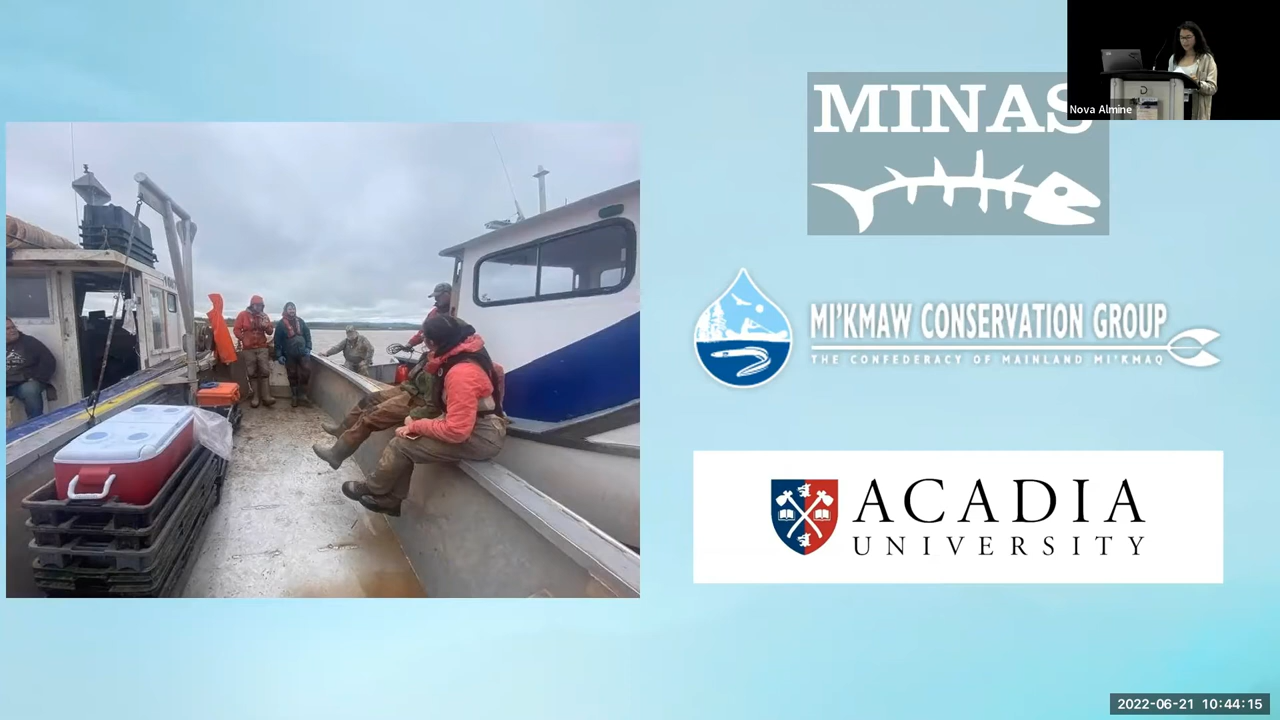 MINAS
Nova Almine
MI'KMAW CONSERVATION GROUP
THE CONFEDERACY OF MAINLAND MI'KMAQ
ACADIA
UNIVERSITY
2022-06-21 10:44:15